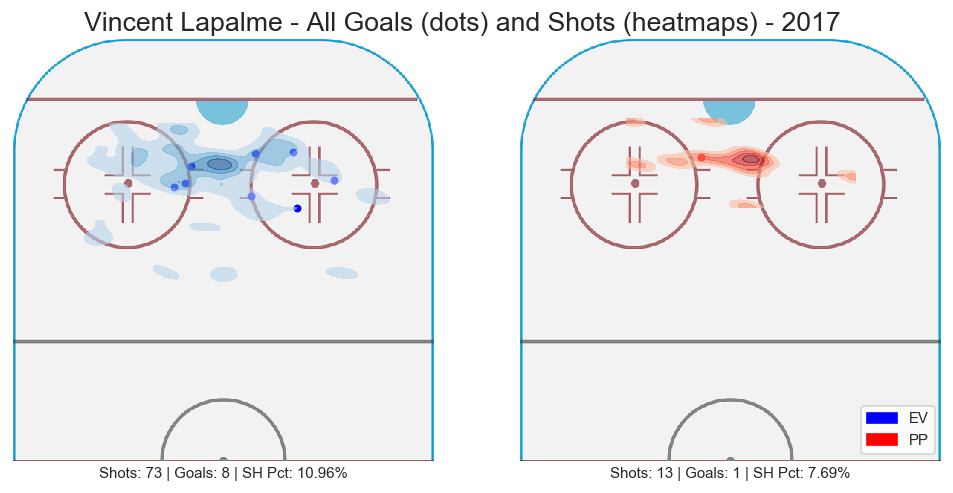 Vincent Lapalme - All Goals (dots) and Shots (heatmaps) - 2017
EV
PP
Shots: 73 | Goals: 8 | SH Pct: 10.96%
Shots: 13 | Goals: 1 | SH Pct: 7.69%